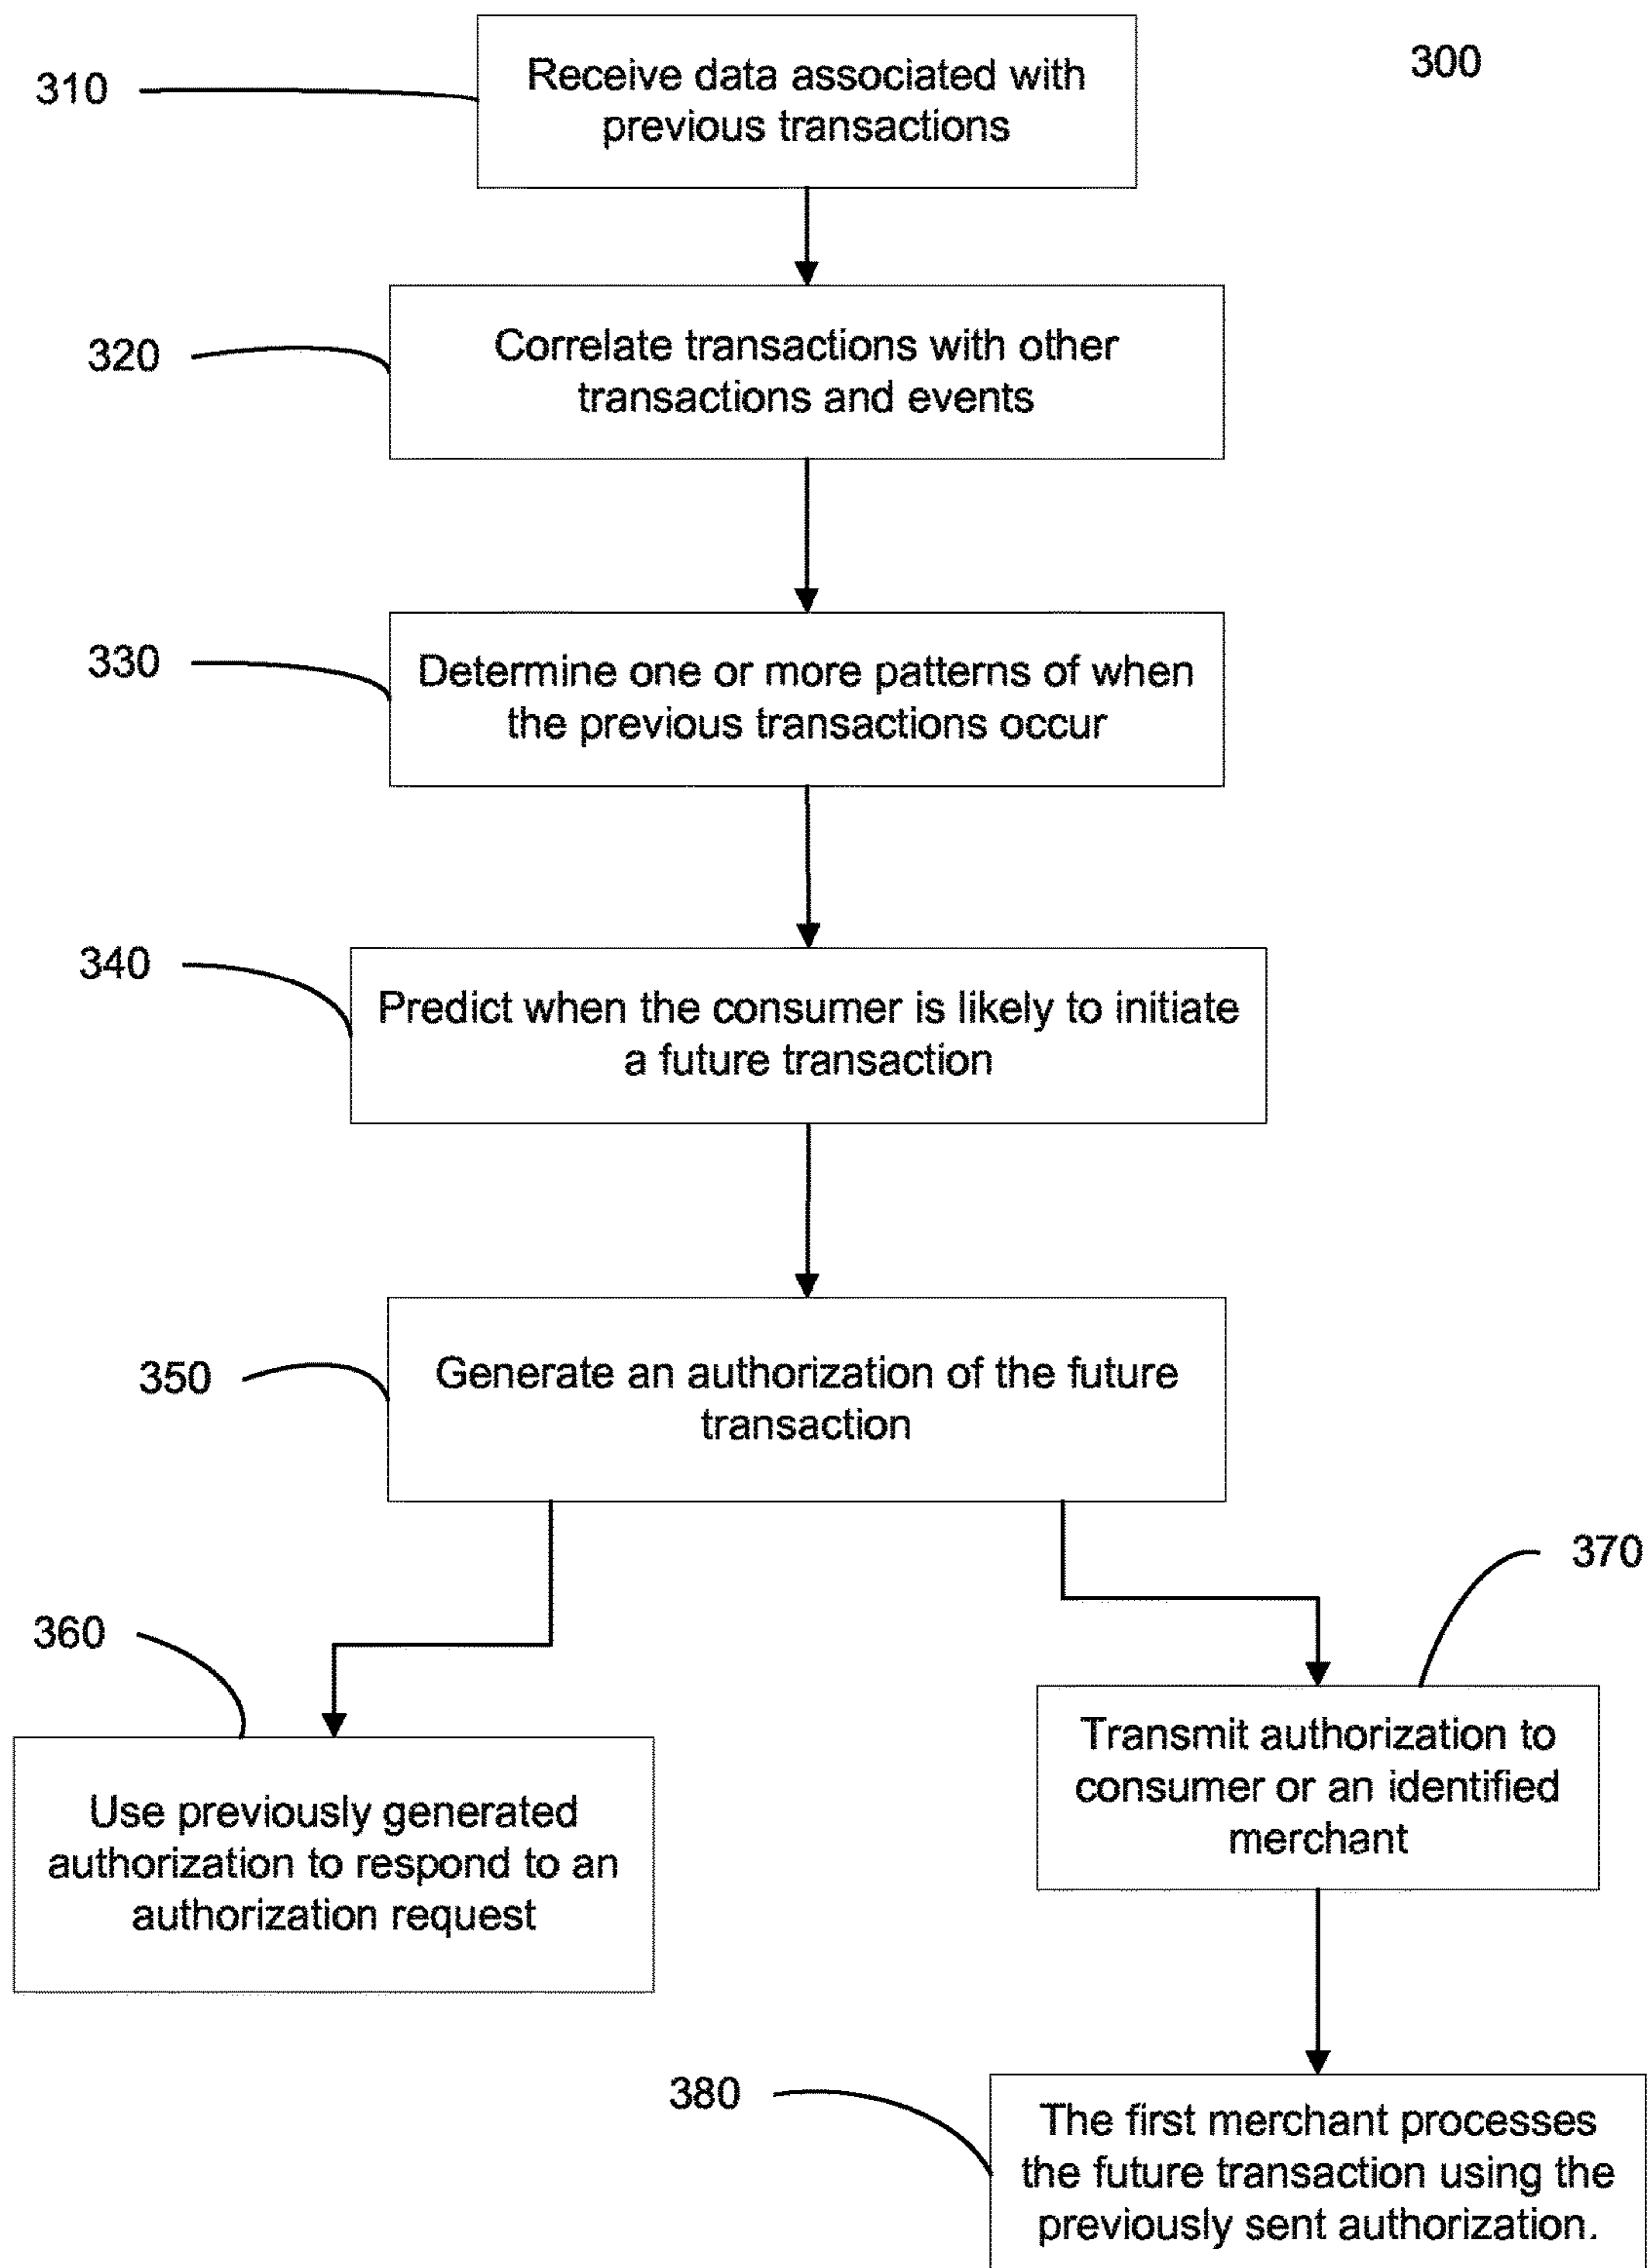 300
310
Receive data associated with
previous transactions
320
Correlate transactions with other
transactions and events
330
Determine one or more patterns of when
the previous transactions occur
340
Predict when the consumer is likely to initiate
a future transaction
350
Generate an authorization of the future
transaction
360
Use previously generated
authorization to respond to an
authorization request
370
Transmit authorization to
consumer or an identified
merchant
380
The first merchant processes
the future transaction using the
previously sent authorization.